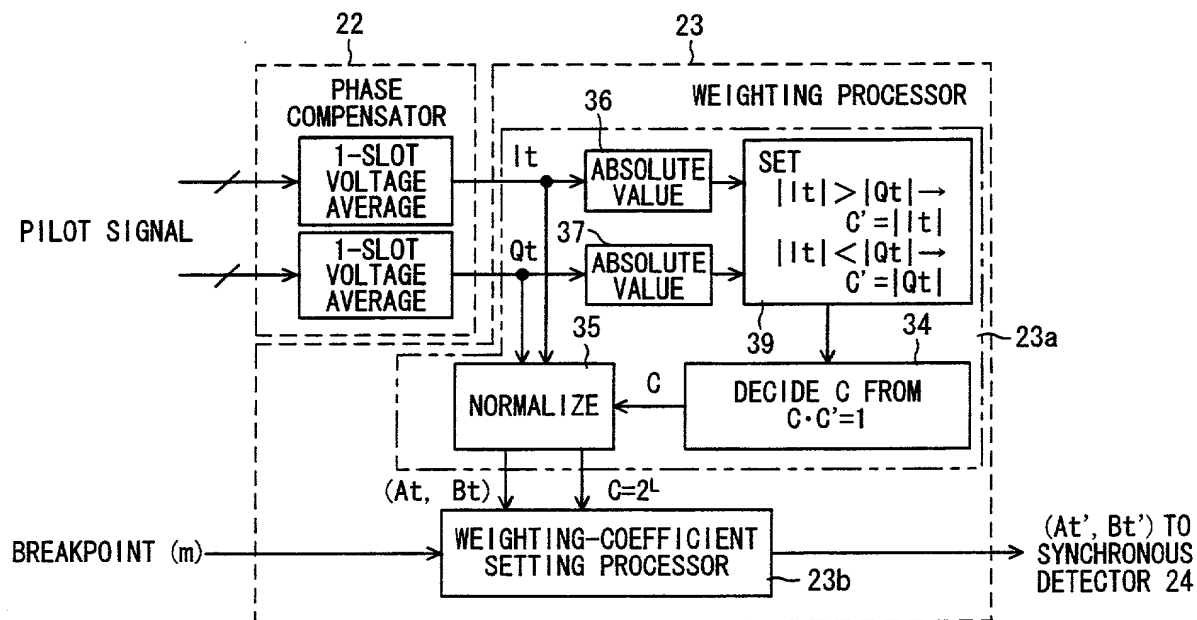 22
23
PHASE
COMPENSATOR
WEIGHTING PROCESSOR
1-SLOT
VOLTAGE
AVERAGE
It
36
ABSOLUTE
VALUE
SET
|It|>|Qt|→
C'=|It|
|It|<|Qt|→
C'=|Qt|
PILOT SIGNAL
1-SLOT
VOLTAGE
AVERAGE
Qt
37
ABSOLUTE
VALUE
35
39
34
23a
NORMALIZE
C
DECIDE C FROM
C·C'=1
(At, Bt)
C=2^L
BREAKPOINT (m)
WEIGHTING-COEFFICIENT
SETTING PROCESSOR
23b
(At', Bt') TO
SYNCHRONOUS
DETECTOR 24